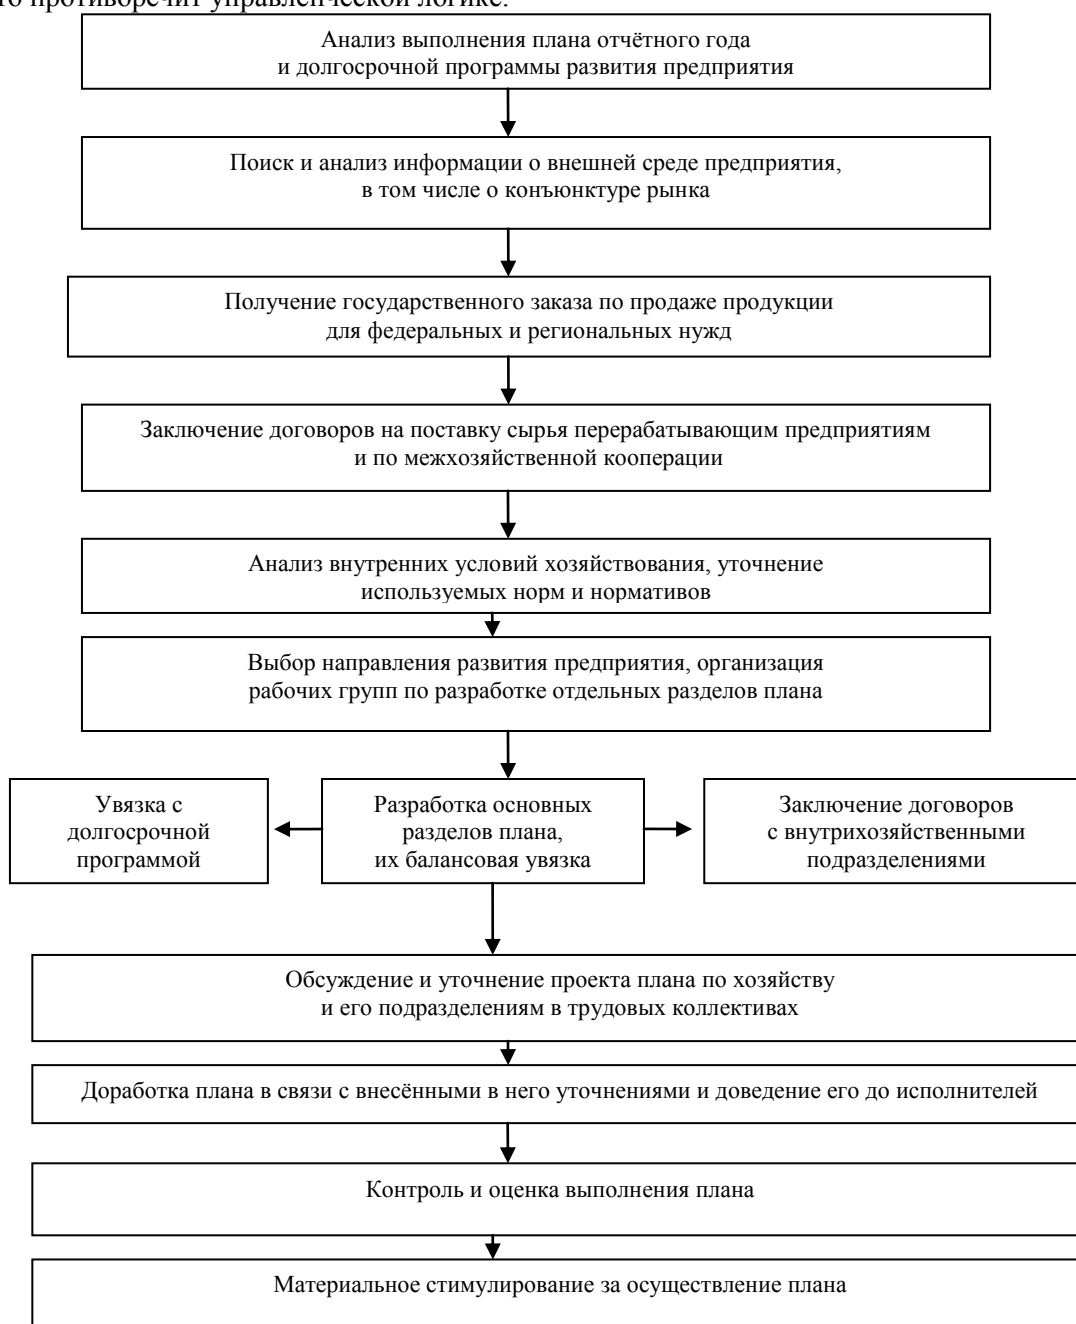 то противоречит управленческой логике.
Анализ выполнения плана отчётного года
и долгосрочной программы развития предприятия
Поиск и анализ информации о внешней среде предприятия,
в том числе о конъюнктуре рынка
Получение государственного заказа по продаже продукции
для федеральных и региональных нужд
Заключение договоров на поставку сырья перерабатывающим предприятиям
и по межхозяйственной кооперации
Анализ внутренних условий хозяйствования, уточнение
используемых норм и нормативов
Выбор направления развития предприятия, организация
рабочих групп по разработке отдельных разделов плана
Увязка с
долгосрочной
программой
Разработка основных
разделов плана,
их балансовая увязка
Заключение договоров
с внутрихозяйственными
подразделениями
Обсуждение и уточнение проекта плана по хозяйству
и его подразделениям в трудовых коллективах
Доработка плана в связи с внесёнными в него уточнениями и доведение его до исполнителей
Контроль и оценка выполнения плана
Материальное стимулирование за осуществление плана